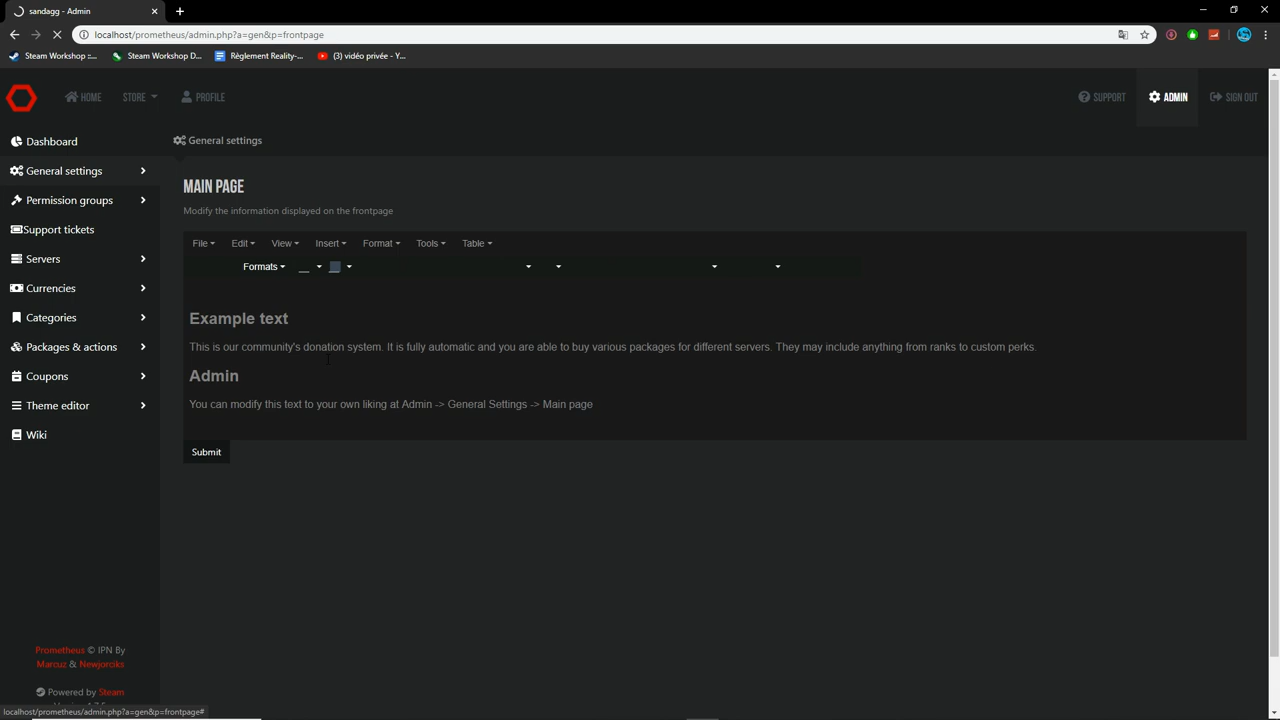 sandagg - Admin
localhost/prometheus/admin.php?a=gen&p=frontpage
Steam Workshop ::...
Steam Workshop D...
Règlement Reality-...
(3) vidéo privée - Y...
HOME
STORE
PROFILE
SUPPORT
ADMIN
SIGN OUT
Dashboard
General settings
Permission groups
Support tickets
Servers
Currencies
Categories
Packages & actions
Coupons
Theme editor
Wiki
General settings
MAIN PAGE
Modify the information displayed on the frontpage
File Edit View Insert Format Tools Table
Formats
Example text
This is our community's donation system. It is fully automatic and you are able to buy various packages for different servers. They may include anything from ranks to custom perks.
Admin
You can modify this text to your own liking at Admin -> General Settings -> Main page
Submit
Prometheus © IPN By
Marcuz & Newjorciks
Powered by Steam
localhost/prometheus/admin.php?a=gen&p=frontpage#